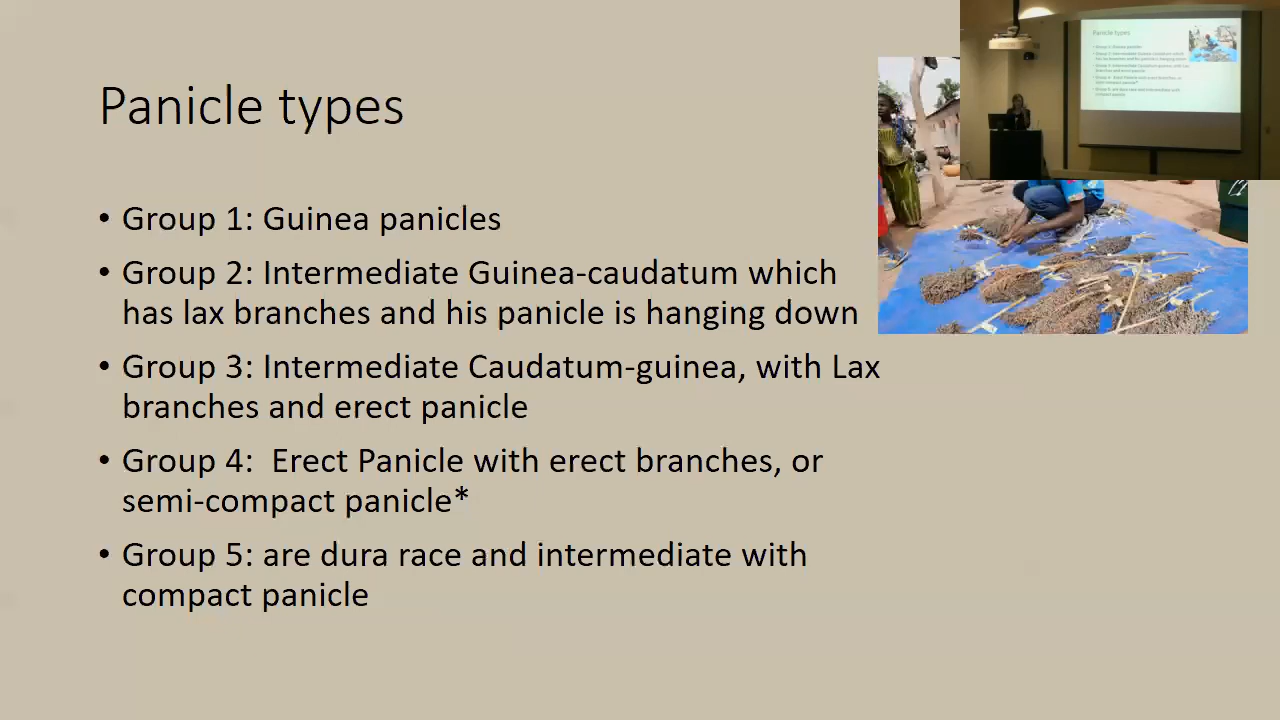 Panicle types
• Group 1: Guinea panicles
• Group 2: Intermediate Guinea-caudatum which
has lax branches and his panicle is hanging down
• Group 3: Intermediate Caudatum-guinea, with Lax
branches and erect panicle
• Group 4:  Erect Panicle with erect branches, or
semi-compact panicle*
• Group 5: are dura race and intermediate with
compact panicle
Panicle types